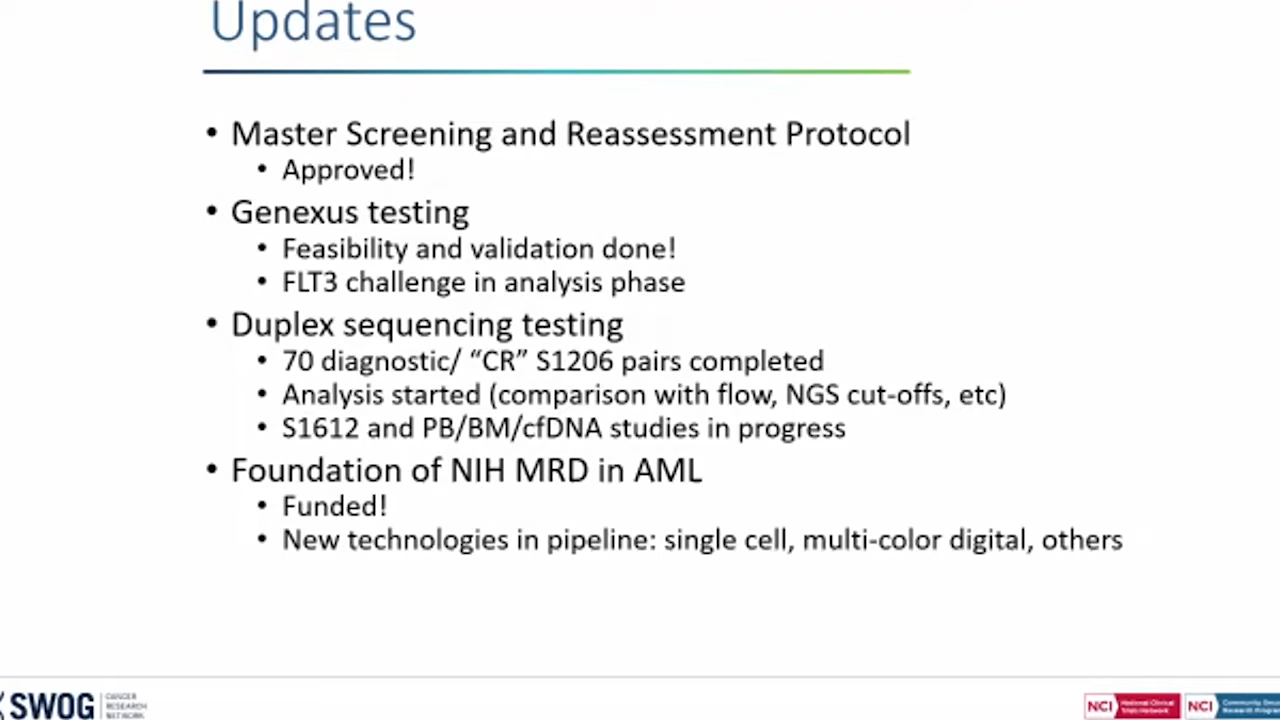 Updates
• Master Screening and Reassessment Protocol
• Approved!
• Genexus testing
• Feasibility and validation done!
• FLT3 challenge in analysis phase
• Duplex sequencing testing
• 70 diagnostic/ “CR” S1206 pairs completed
• Analysis started (comparison with flow, NGS cut-offs, etc)
• S1612 and PB/BM/cfDNA studies in progress
• Foundation of NIH MRD in AML
• Funded!
• New technologies in pipeline: single cell, multi-color digital, others
SWOG
CANCER
RESEARCH
NETWORK
NCI
National Clinical
Trials Network
NCI
Community
Research